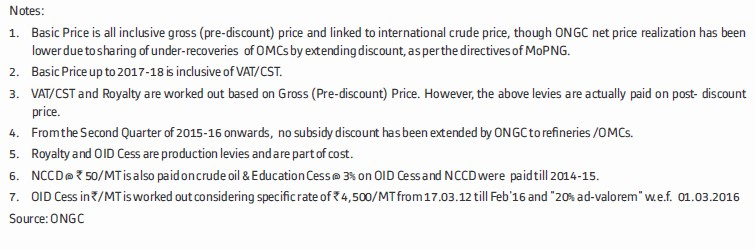 Notes:
1. Basic Price is all inclusive gross (pre-discount) price and linked to international crude price, though ONGC net price realization has been
lower due to sharing of under-recoveries of OMCs by extending discount, as per the directives of MoPNG.
2. Basic Price up to 2017-18 is inclusive of VAT/CST.
3. VAT/CST and Royalty are worked out based on Gross (Pre-discount) Price. However, the above levies are actually paid on post- discount
price.
4. From the Second Quarter of 2015-16 onwards, no subsidy discount has been extended by ONGC to refineries /OMCs.
5. Royalty and OID Cess are production levies and are part of cost.
6. NCCD @ ₹ 50/MT is also paid on crude oil & Education Cess @ 3% on OID Cess and NCCD were paid till 2014-15.
7. OID Cess in ₹/MT is worked out considering specific rate of ₹ 4,500/MT from 17.03.12 till Feb'16 and "20% ad-valorem" w.e.f. 01.03.2016
Source: ONGC